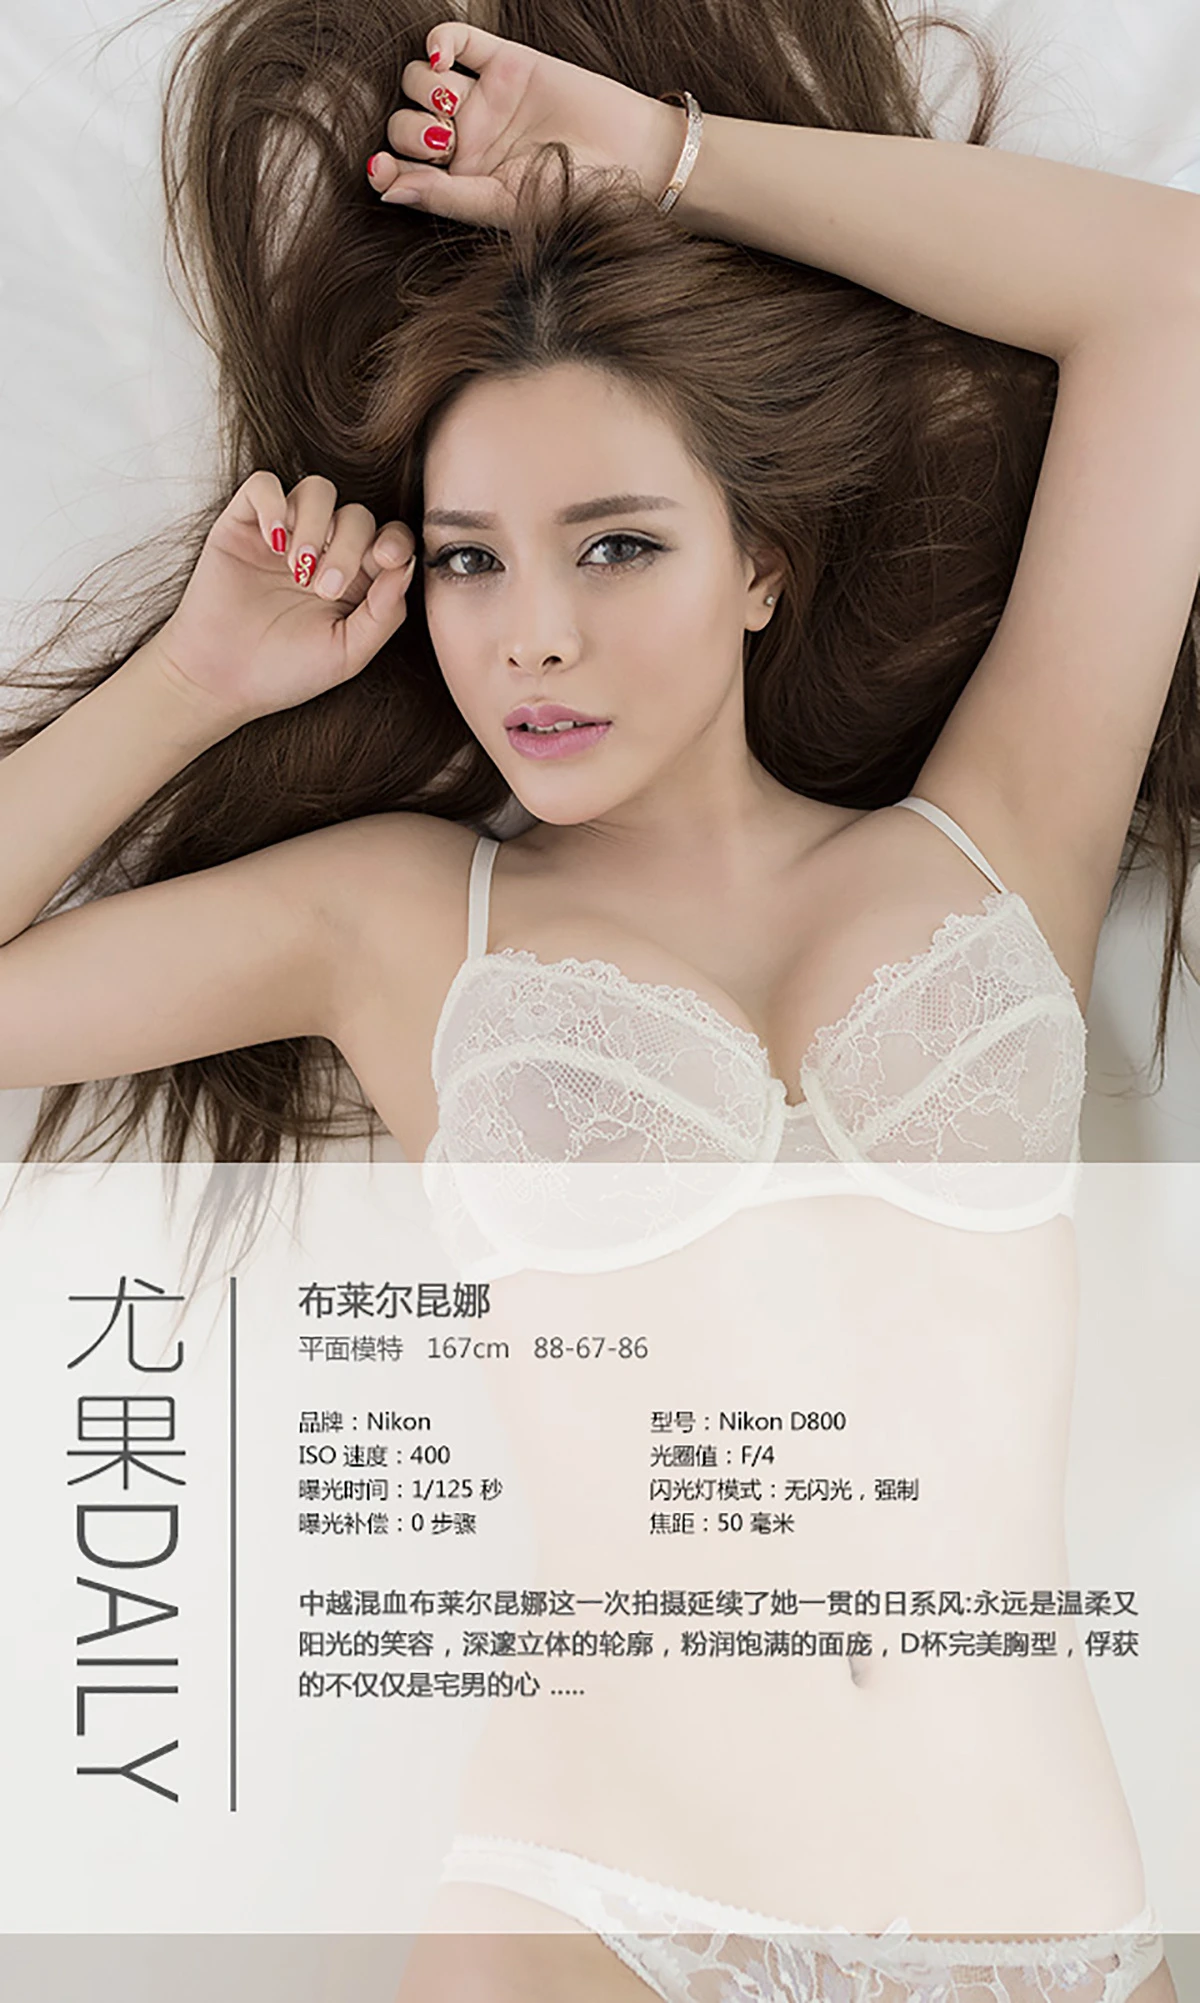 尤果DAILY
布莱尔昆娜
平面模特 167cm 88-67-86
品牌：Nikon 型号：Nikon D800
ISO 速度：400 光圈值：F/4
曝光时间：1/125 秒 闪光灯模式：无闪光，强制
曝光补偿：0 步骤 焦距：50 毫米
中越混血布莱尔昆娜这一次拍摄延续了她一贯的日系风:永远是温柔又
阳光的笑容，深邃立体的轮廓，粉润饱满的面庞，D杯完美胸型，俘获
的不仅仅是宅男的心 .....